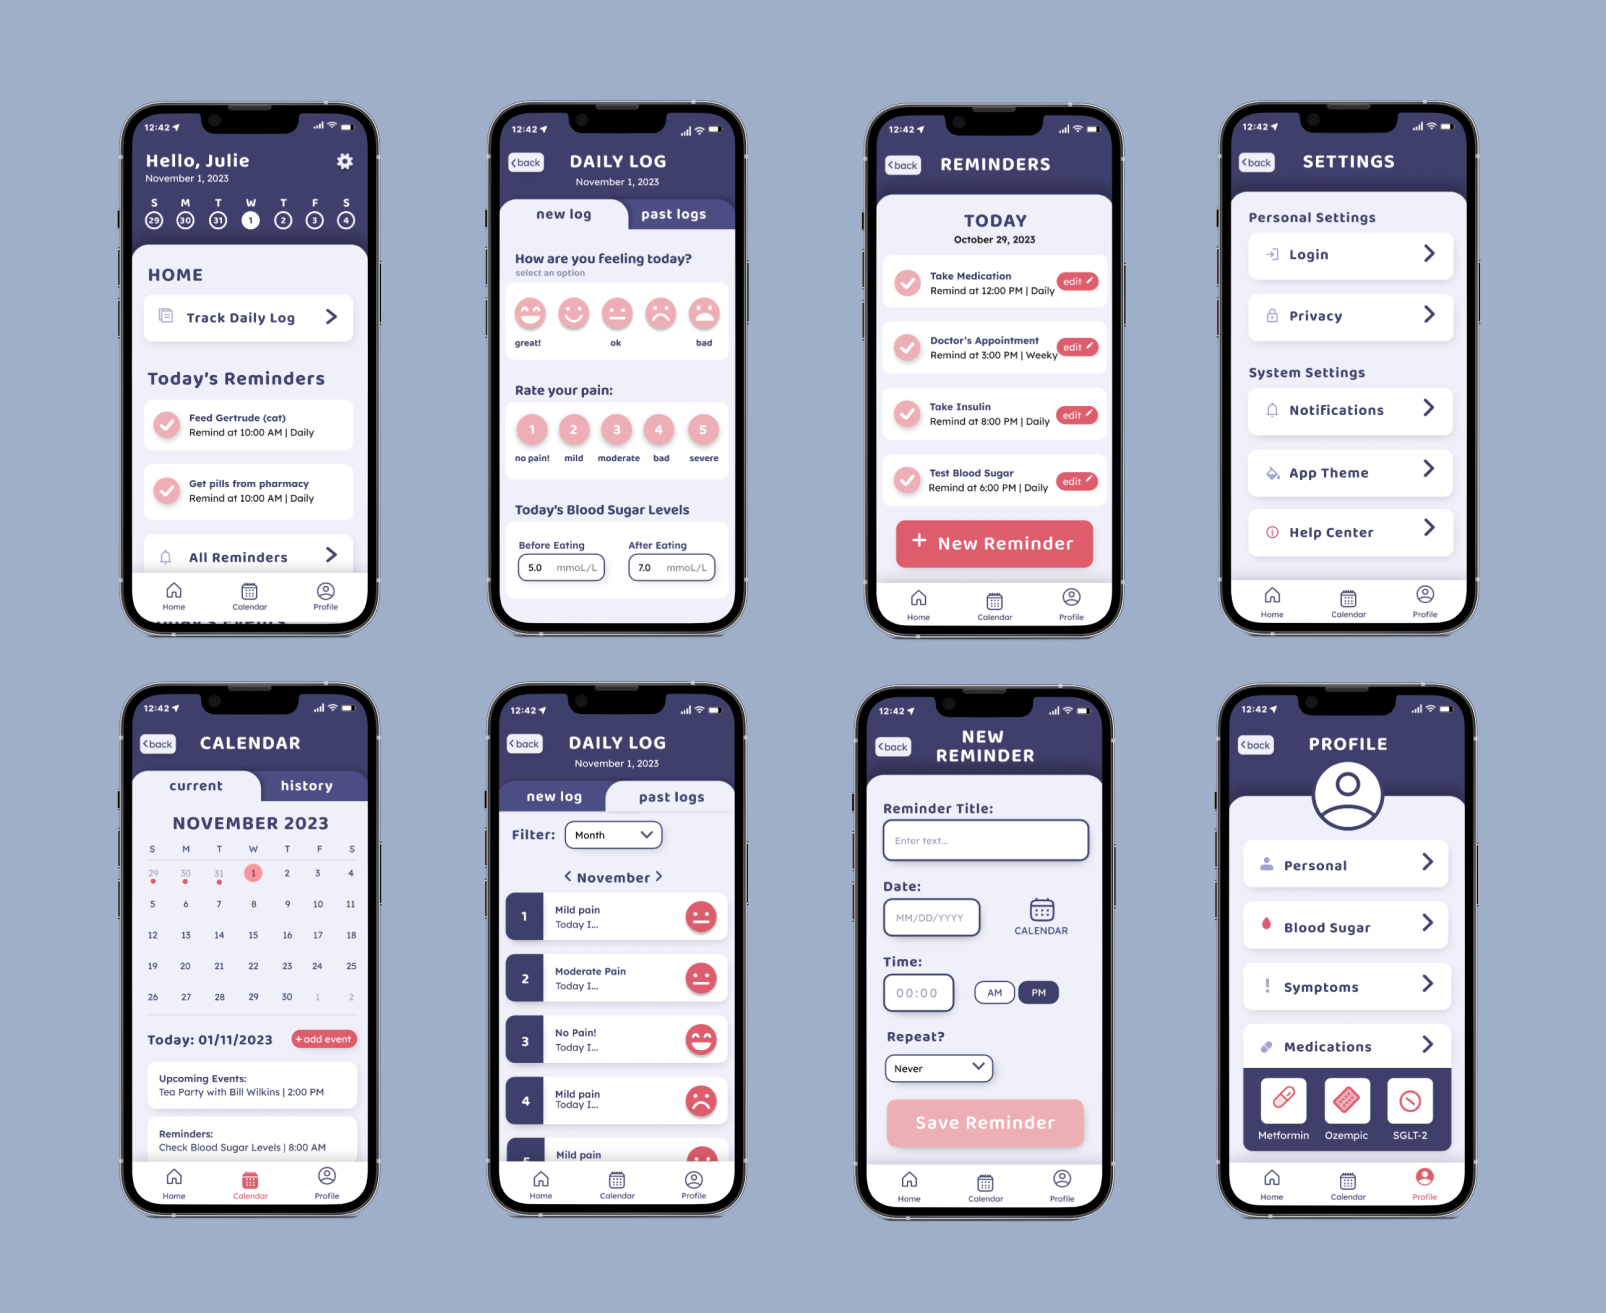 12:42
Hello, Julie
November 1, 2023
S M T W T F S
29 30 31 1 2 3 4
HOME
Track Daily Log
Today's Reminders
Feed Gertrude (cat)
Remind at 10:00 AM | Daily
Get pills from pharmacy
Remind at 10:00 AM | Daily
All Reminders
Home Calendar Profile
12:42
<back
DAILY LOG
November 1, 2023
new log past logs
How are you feeling today?
select an option
great! ok bad
Rate your pain:
1 2 3 4 5
no pain! mild moderate bad severe
Today's Blood Sugar Levels
Before Eating After Eating
5.0 mmoL/L 7.0 mmoL/L
12:42
<back
REMINDERS
TODAY
October 29, 2023
Take Medication
Remind at 12:00 PM | Daily
edit
Doctor's Appointment
Remind at 3:00 PM | Weeky
edit
Take Insulin
Remind at 8:00 PM | Daily
edit
Test Blood Sugar
Remind at 6:00 PM | Daily
edit
+ New Reminder
Home Calendar Profile
12:42
<back
SETTINGS
Personal Settings
Login
Privacy
System Settings
Notifications
App Theme
Help Center
Home Calendar Profile
12:42
<back
CALENDAR
current history
NOVEMBER 2023
S M T W T F S
29 30 31 1 2 3 4
5 6 7 8 9 10 11
12 13 14 15 16 17 18
19 20 21 22 23 24 25
26 27 28 29 30 1 2
Today: 01/11/2023
+ add event
Upcoming Events:
Tea Party with Bill Wilkins | 2:00 PM
Reminders:
Check Blood Sugar Levels | 8:00 AM
Home Calendar Profile
12:42
<back
DAILY LOG
November 1, 2023
new log past logs
Filter: Month
< November >
1
Mild pain
Today I...
2
Moderate Pain
Today I...
3
No Pain!
Today I...
4
Mild pain
Today I...
Mild pain
Home Calendar Profile
12:42
<back
NEW
REMINDER
Reminder Title:
Enter text...
Date:
MM/DD/YYYY
CALENDAR
Time:
00:00 AM PM
Repeat?
Never
Save Reminder
Home Calendar Profile
12:42
<back
PROFILE
Personal
Blood Sugar
Symptoms
Medications
Metformin Ozempic SGLT-2
Home Calendar Profile